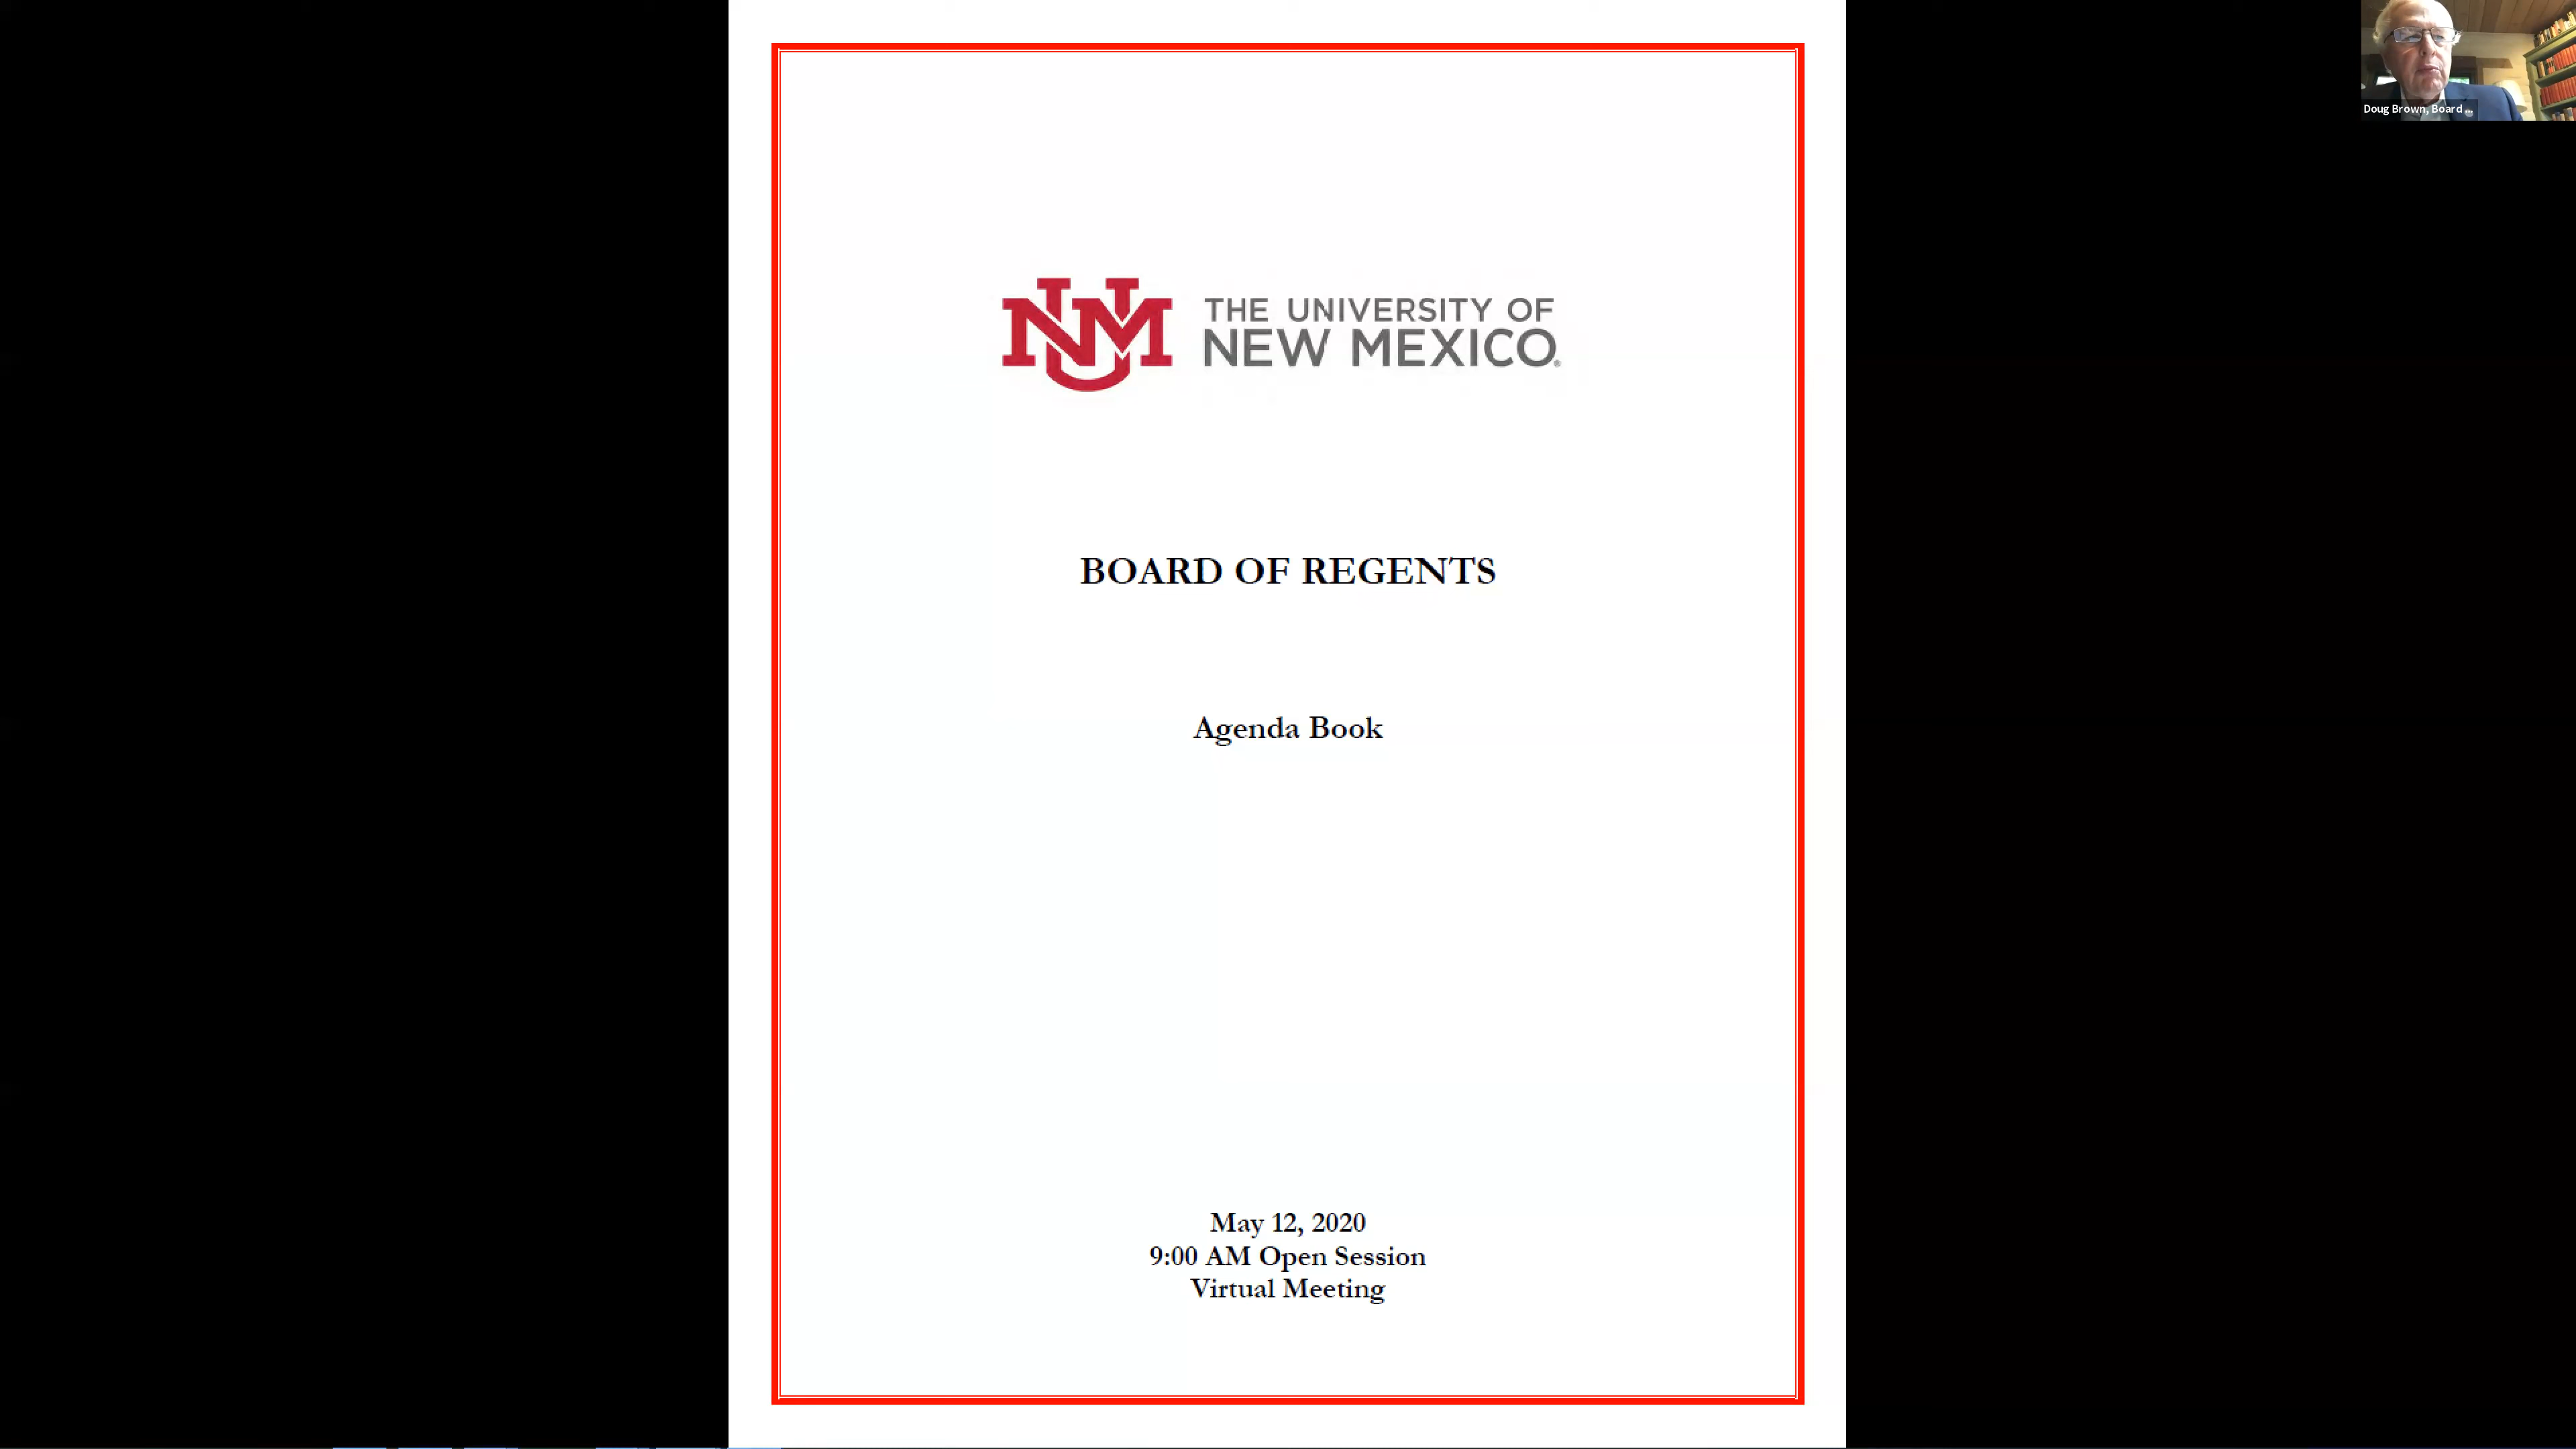 UNM
THE UNIVERSITY OF
NEW MEXICO®
BOARD OF REGENTS
Agenda Book
May 12, 2020
9:00 AM Open Session
Virtual Meeting
Doug Brown, Board ...